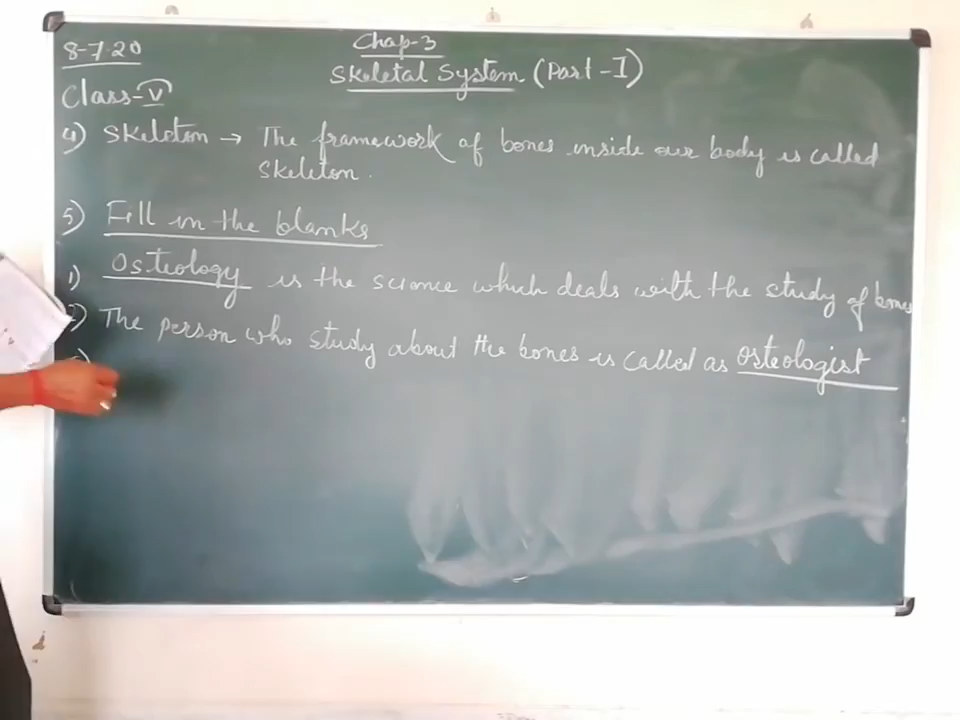 8-7-20
Chap-3
Skeletal System (Part-I)
Class-V
4) Skeleton → The framework of bones inside our body is called
Skeleton.
5) Fill in the blanks
1) Osteology is the science which deals with the study of bones
2) The person who study about the bones is called as Osteologist